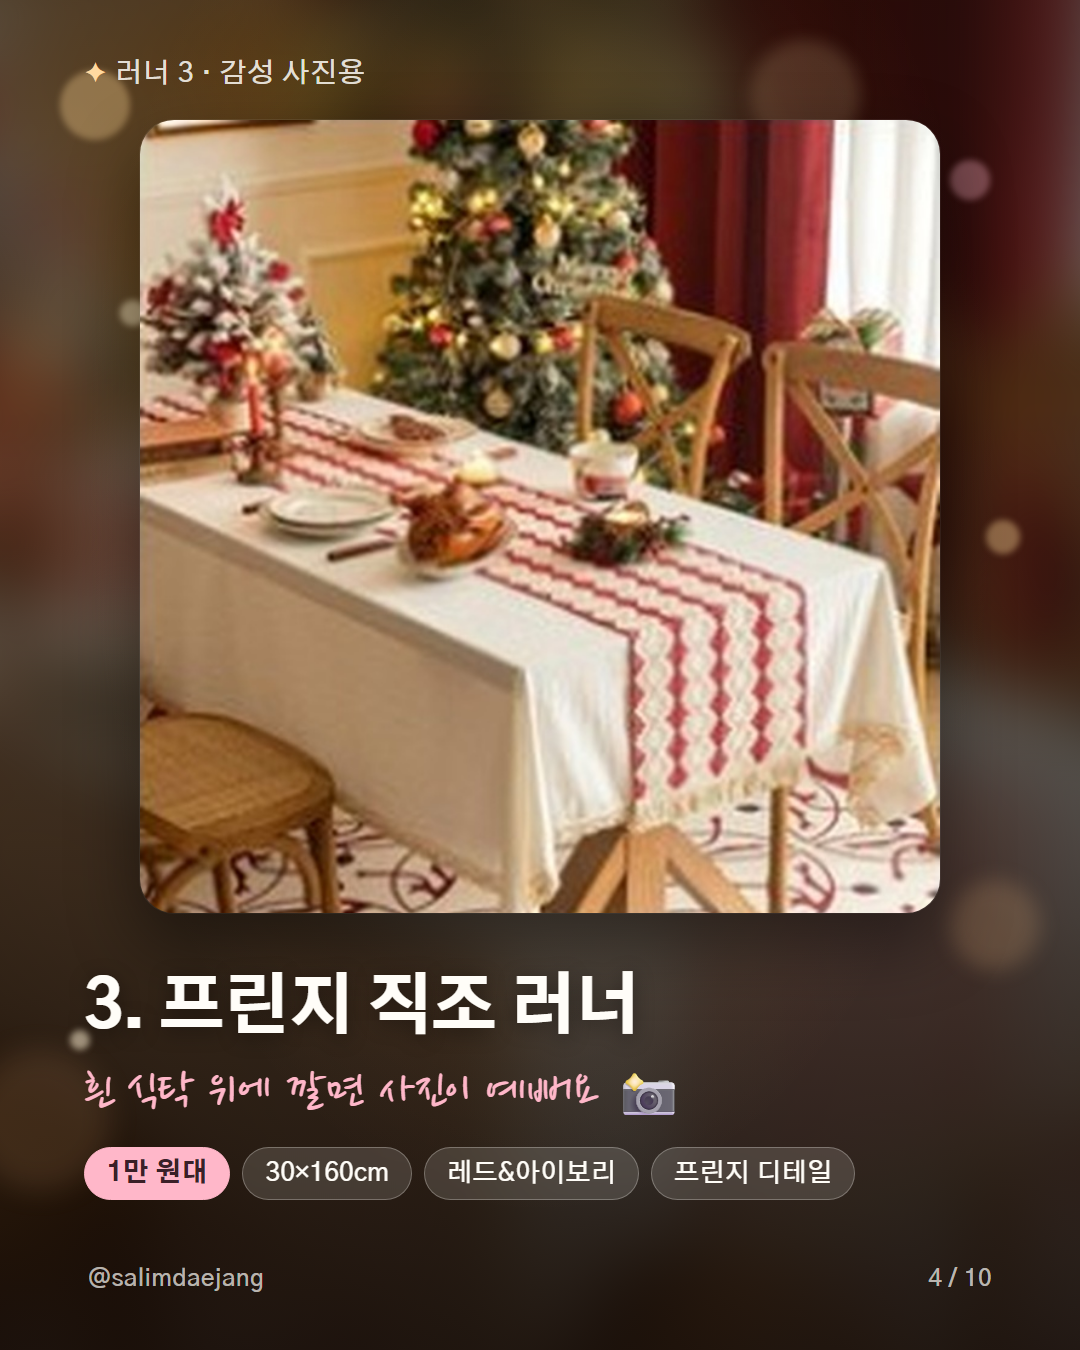 ✦ 러너 3 · 감성 사진용
Merry
Christmas
3. 프린지 직조 러너
흰 식탁 위에 깔면 사진이 예뻐요 📸
1만 원대 30×160cm 레드&아이보리 프린지 디테일
@salimdaejang 4 / 10